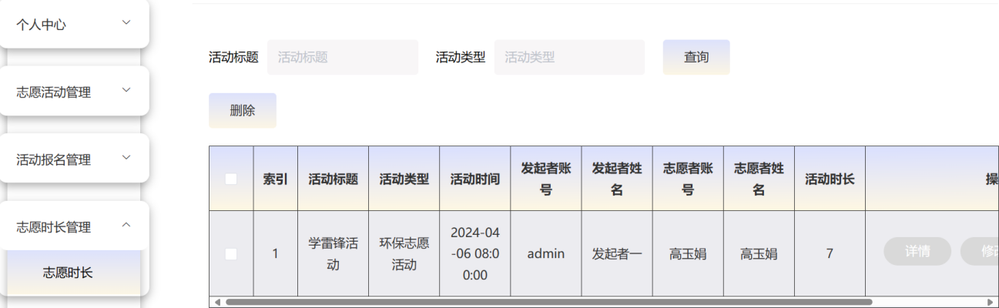 个人中心
志愿活动管理
活动报名管理
志愿时长管理
志愿时长
活动标题 活动标题 活动类型 活动类型 查询
删除
索引 活动标题 活动类型 活动时间 发起者账号 发起者姓名 志愿者账号 志愿者姓名 活动时长 操
1 学雷锋活动 环保志愿活动 2024-04-06 08:00:00 admin 发起者一 高玉娟 高玉娟 7 详情 修改